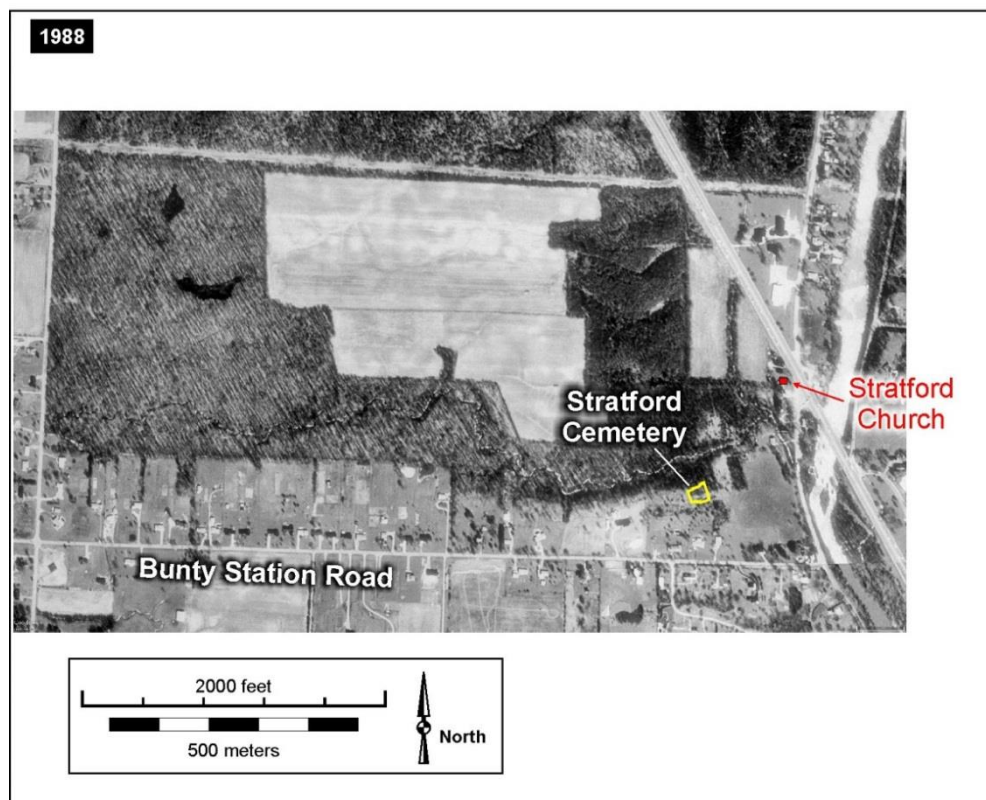 1988
Stratford
Church
Stratford
Cemetery
Bunty Station Road
2000 feet
500 meters
North